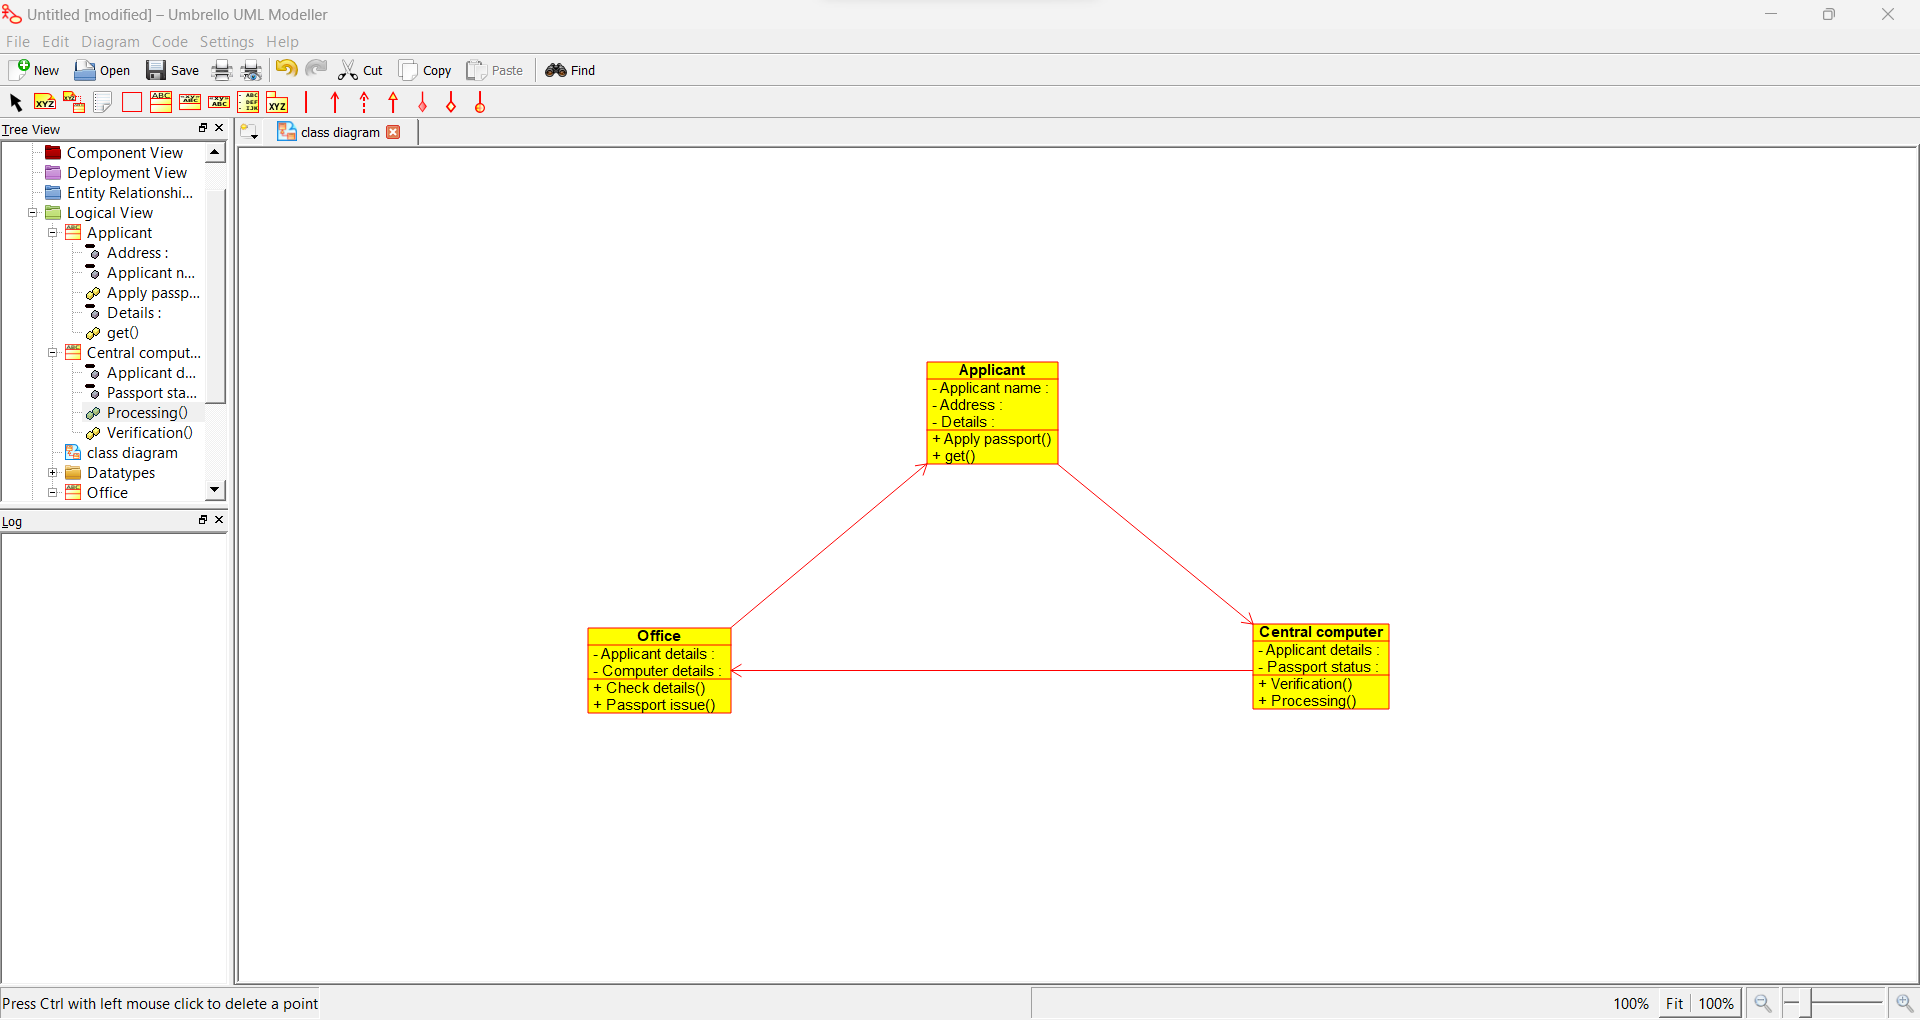 Untitled [modified] – Umbrello UML Modeller
File Edit Diagram Code Settings Help
New Open Save Cut Copy Paste Find
Tree View
class diagram
Component View
Deployment View
Entity Relationshi...
Logical View
Applicant
Address :
Applicant n...
Apply passp...
Details :
get()
Central comput...
Applicant d...
Passport sta...
Processing()
Verification()
class diagram
Datatypes
Office
Log
Applicant
- Applicant name :
- Address :
- Details :
+ Apply passport()
+ get()
Office
- Applicant details :
- Computer details :
+ Check details()
+ Passport issue()
Central computer
- Applicant details :
- Passport status :
+ Verification()
+ Processing()
Press Ctrl with left mouse click to delete a point
100% Fit 100%